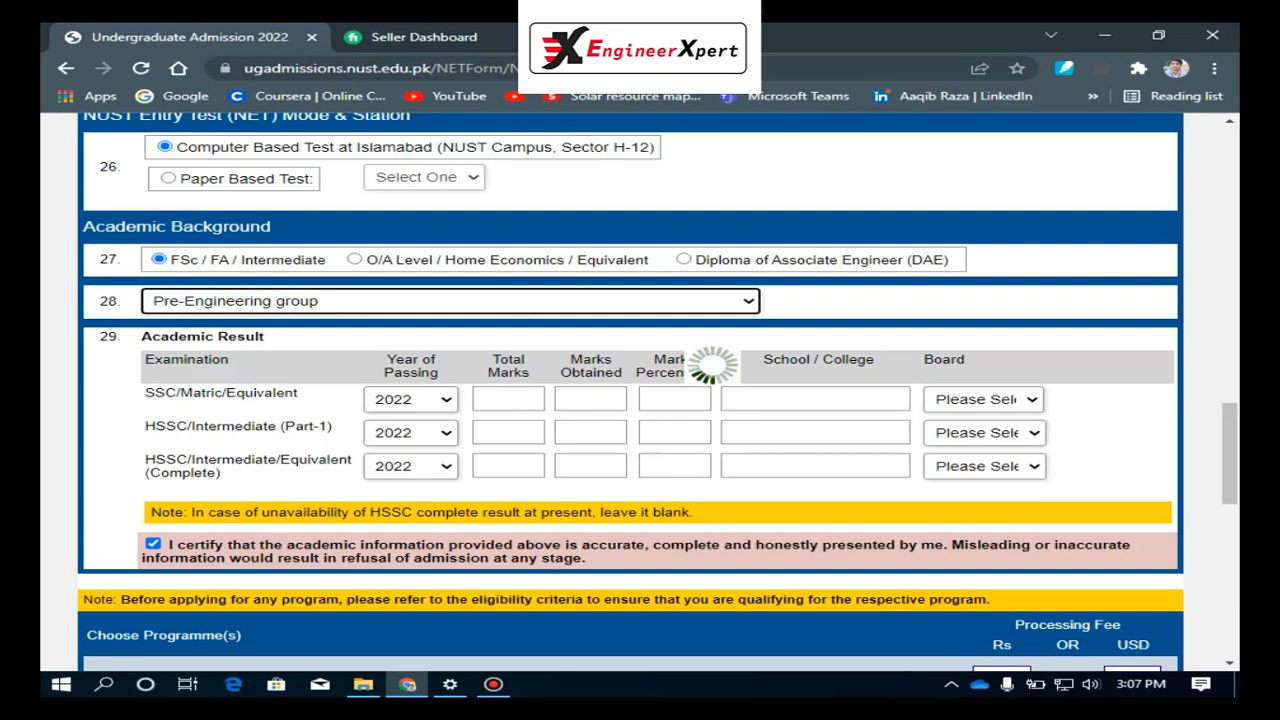 Undergraduate Admission 2022
Seller Dashboard
EngineerXpert
ugadmissions.nust.edu.pk/NETForm/N
Apps Google Coursera | Online C... YouTube Solar resource map... Microsoft Teams Aaqib Raza | LinkedIn » Reading list
NUST Entry Test (NET) Mode & Station
26. Computer Based Test at Islamabad (NUST Campus, Sector H-12)
Paper Based Test: Select One
Academic Background
27. FSc / FA / Intermediate O/A Level / Home Economics / Equivalent Diploma of Associate Engineer (DAE)
28. Pre-Engineering group
29. Academic Result
Examination Year of Passing Total Marks Marks Obtained Mark Percen School / College Board
SSC/Matric/Equivalent 2022 Please Sele
HSSC/Intermediate (Part-1) 2022 Please Sele
HSSC/Intermediate/Equivalent (Complete) 2022 Please Sele
Note: In case of unavailability of HSSC complete result at present, leave it blank.
I certify that the academic information provided above is accurate, complete and honestly presented by me. Misleading or inaccurate
information would result in refusal of admission at any stage.
Note: Before applying for any program, please refer to the eligibility criteria to ensure that you are qualifying for the respective program.
Choose Programme(s) Processing Fee
Rs OR USD
3:07 PM